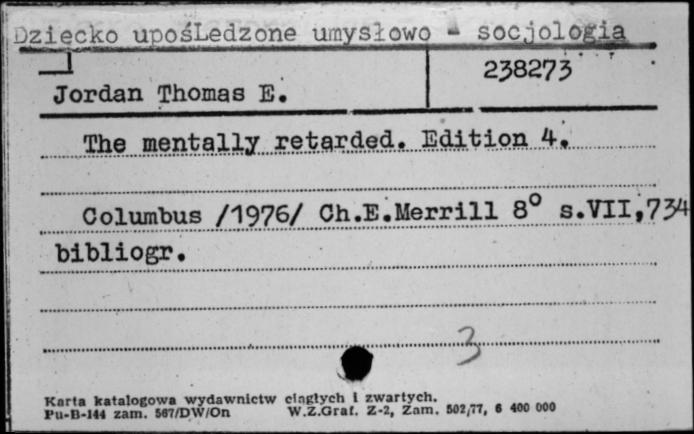 Dziecko upośledzone umysłowo - socjologia
238273
Jordan Thomas E.
The mentally retarded. Edition 4.
Columbus /1976/ Ch.E.Merrill 8° s.VII,734
bibliogr.
3
Karta katalogowa wydawnictw ciągłych i zwartych.
Pu-B-144 zam. 567/DW/On W.Z.Graf. Z-2, Zam. 502/77, 6 400 000